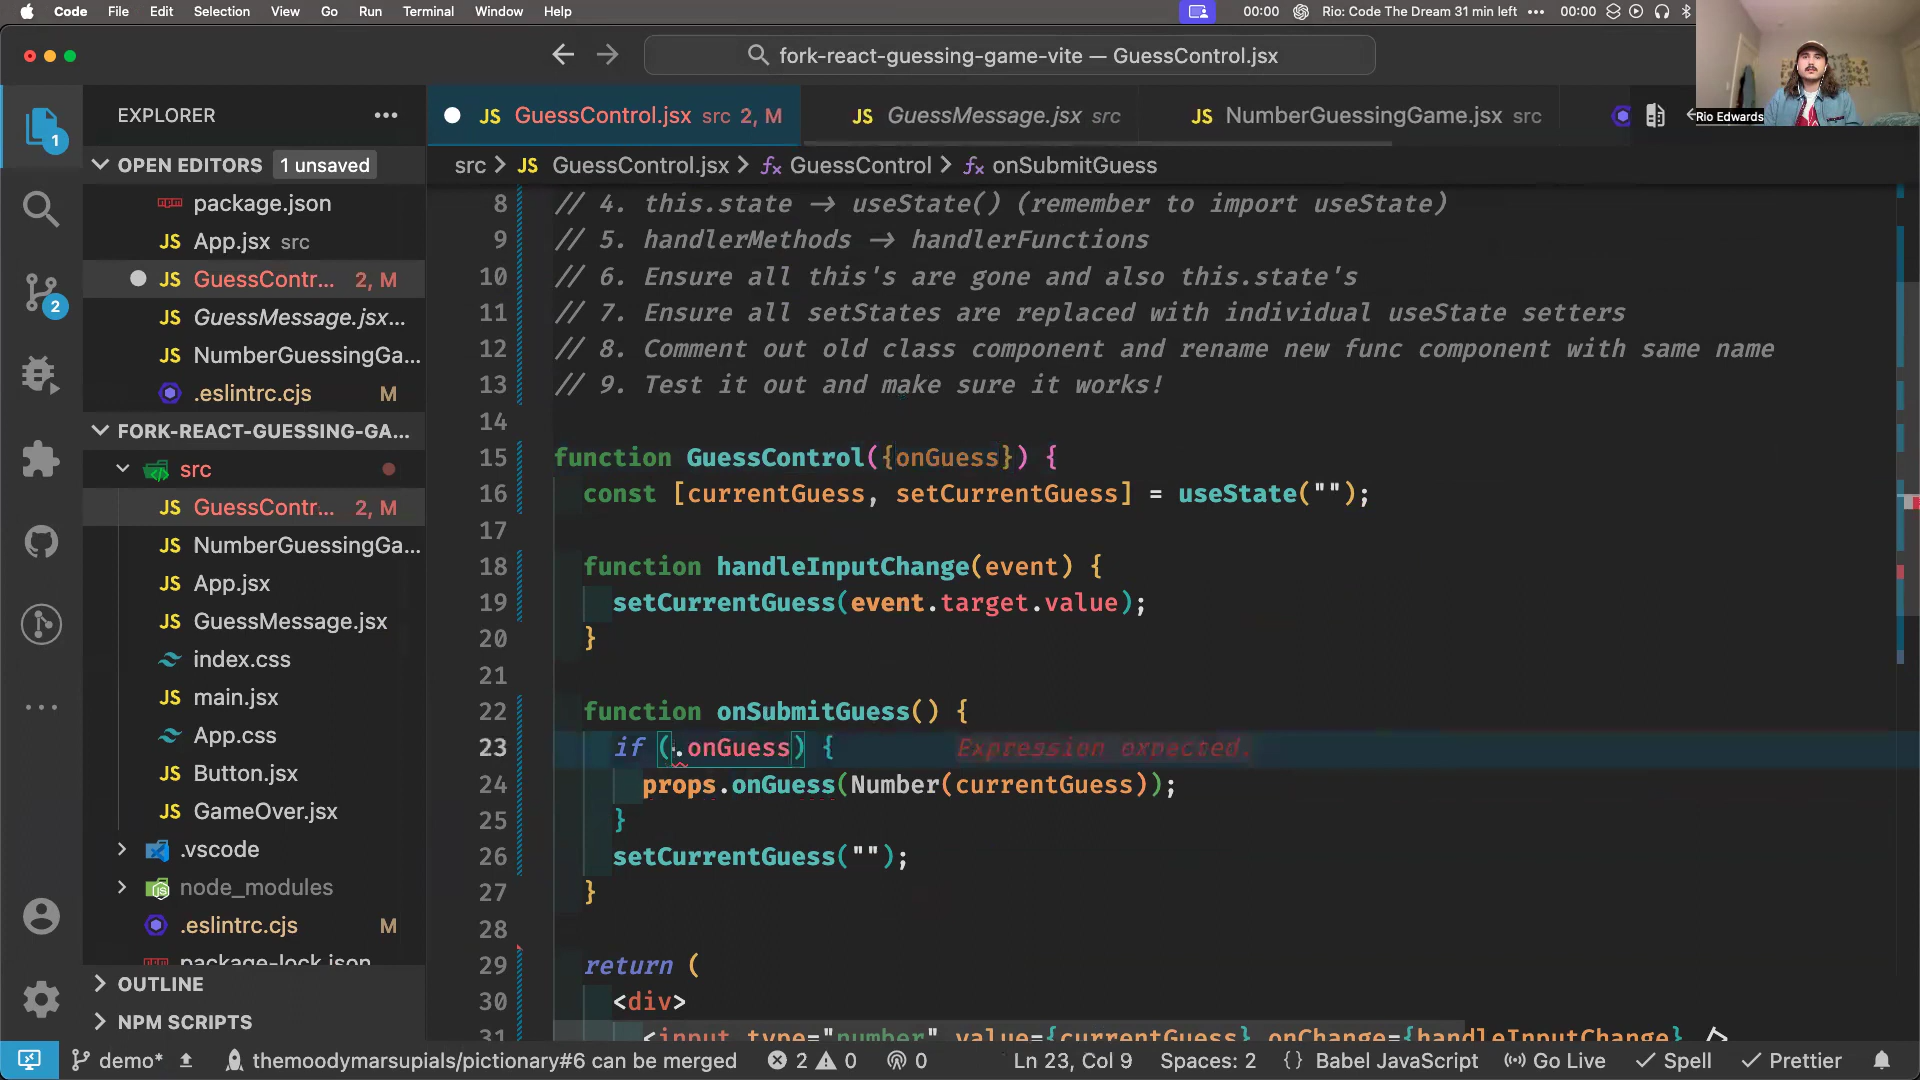 Code File Edit Selection View Go Run Terminal Window Help 00:00 Rio: Code The Dream 31 min left 00:00
fork-react-guessing-game-vite — GuessControl.jsx
Rio Edwards
EXPLORER
JS GuessControl.jsx src 2, M
JS GuessMessage.jsx src
JS NumberGuessingGame.jsx src
OPEN EDITORS 1 unsaved
src > JS GuessControl.jsx > GuessControl > onSubmitGuess
package.json
JS App.jsx src
JS GuessContr... 2, M
JS GuessMessage.jsx...
JS NumberGuessingGa...
.eslintrc.cjs M
FORK-REACT-GUESSING-GA...
src
JS GuessContr... 2, M
JS NumberGuessingGa...
JS App.jsx
JS GuessMessage.jsx
index.css
JS main.jsx
App.css
JS Button.jsx
JS GameOver.jsx
.vscode
node_modules
.eslintrc.cjs M
package-lock.json
OUTLINE
NPM SCRIPTS
1
2
8 // 4. this.state → useState() (remember to import useState)
9 // 5. handlerMethods → handlerFunctions
10 // 6. Ensure all this's are gone and also this.state's
11 // 7. Ensure all setStates are replaced with individual useState setters
12 // 8. Comment out old class component and rename new func component with same name
13 // 9. Test it out and make sure it works!
14
15 function GuessControl({onGuess}) {
16 const [currentGuess, setCurrentGuess] = useState("");
17
18 function handleInputChange(event) {
19 setCurrentGuess(event.target.value);
20 }
21
22 function onSubmitGuess() {
23 if (.onGuess) { Expression expected.
24 props.onGuess(Number(currentGuess));
25 }
26 setCurrentGuess("");
27 }
28
29 return (
30 <div>
31 <input type="number" value={currentGuess} onChange={handleInputChange} />
demo* themoodymarsupials/pictionary#6 can be merged 2 0 0 Ln 23, Col 9 Spaces: 2 {} Babel JavaScript Go Live Spell Prettier